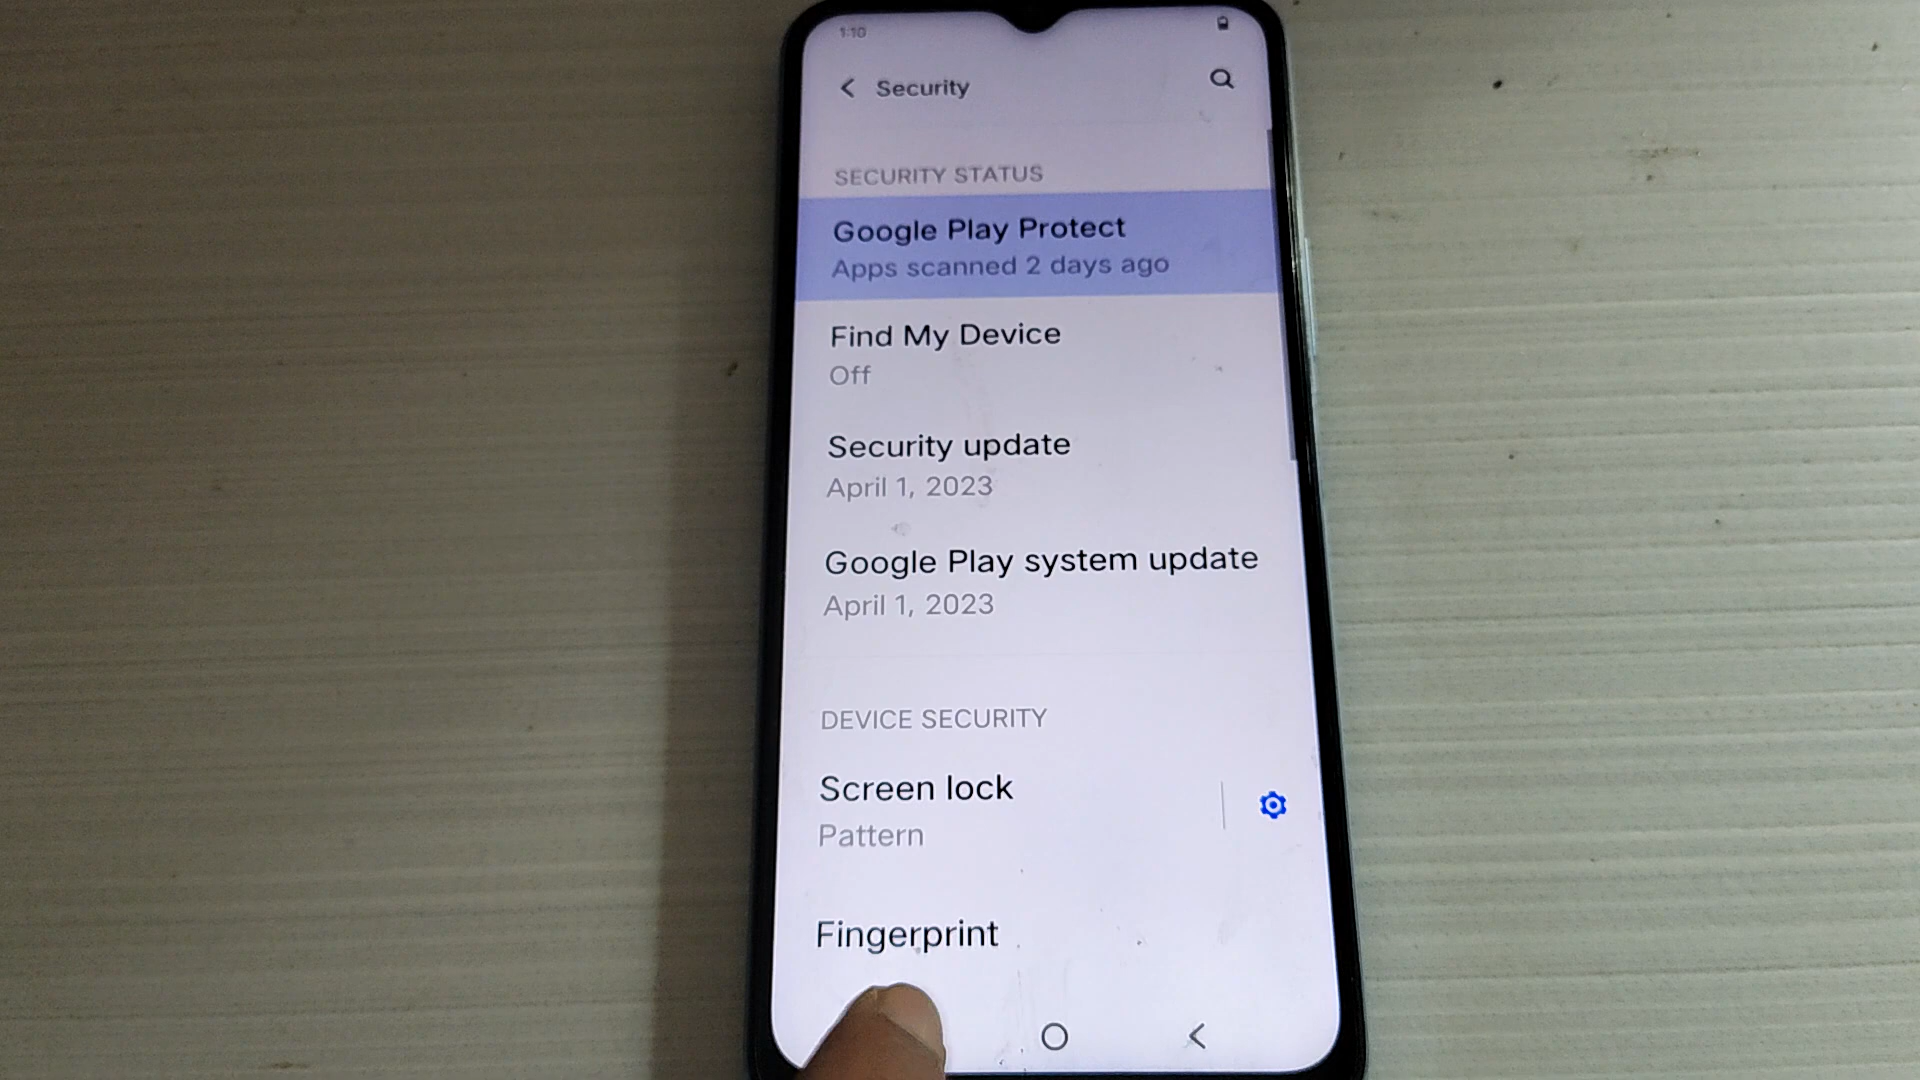 1:10
Security
SECURITY STATUS
Google Play Protect
Apps scanned 2 days ago
Find My Device
Off
Security update
April 1, 2023
Google Play system update
April 1, 2023
DEVICE SECURITY
Screen lock
Pattern
Fingerprint